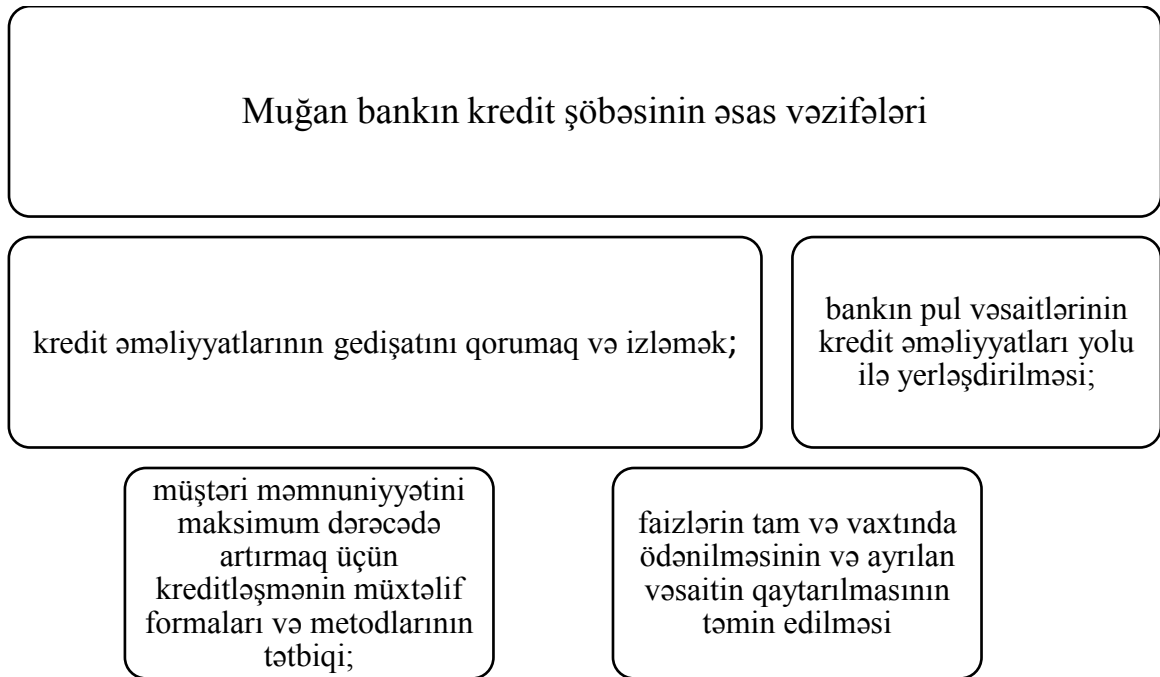 Muğan bankın kredit şöbəsinin əsas vəzifələri
kredit əməliyyatlarının gedişatını qorumaq və izləmək;
bankın pul vəsaitlərinin
kredit əməliyyatları yolu
ilə yerləşdirilməsi;
müştəri məmnuniyyətini
maksimum dərəcədə
artırmaq üçün
kreditləşmənin müxtəlif
formaları və metodlarının
tətbiqi;
faizlərin tam və vaxtında
ödənilməsinin və ayrılan
vəsaitin qaytarılmasının
təmin edilməsi